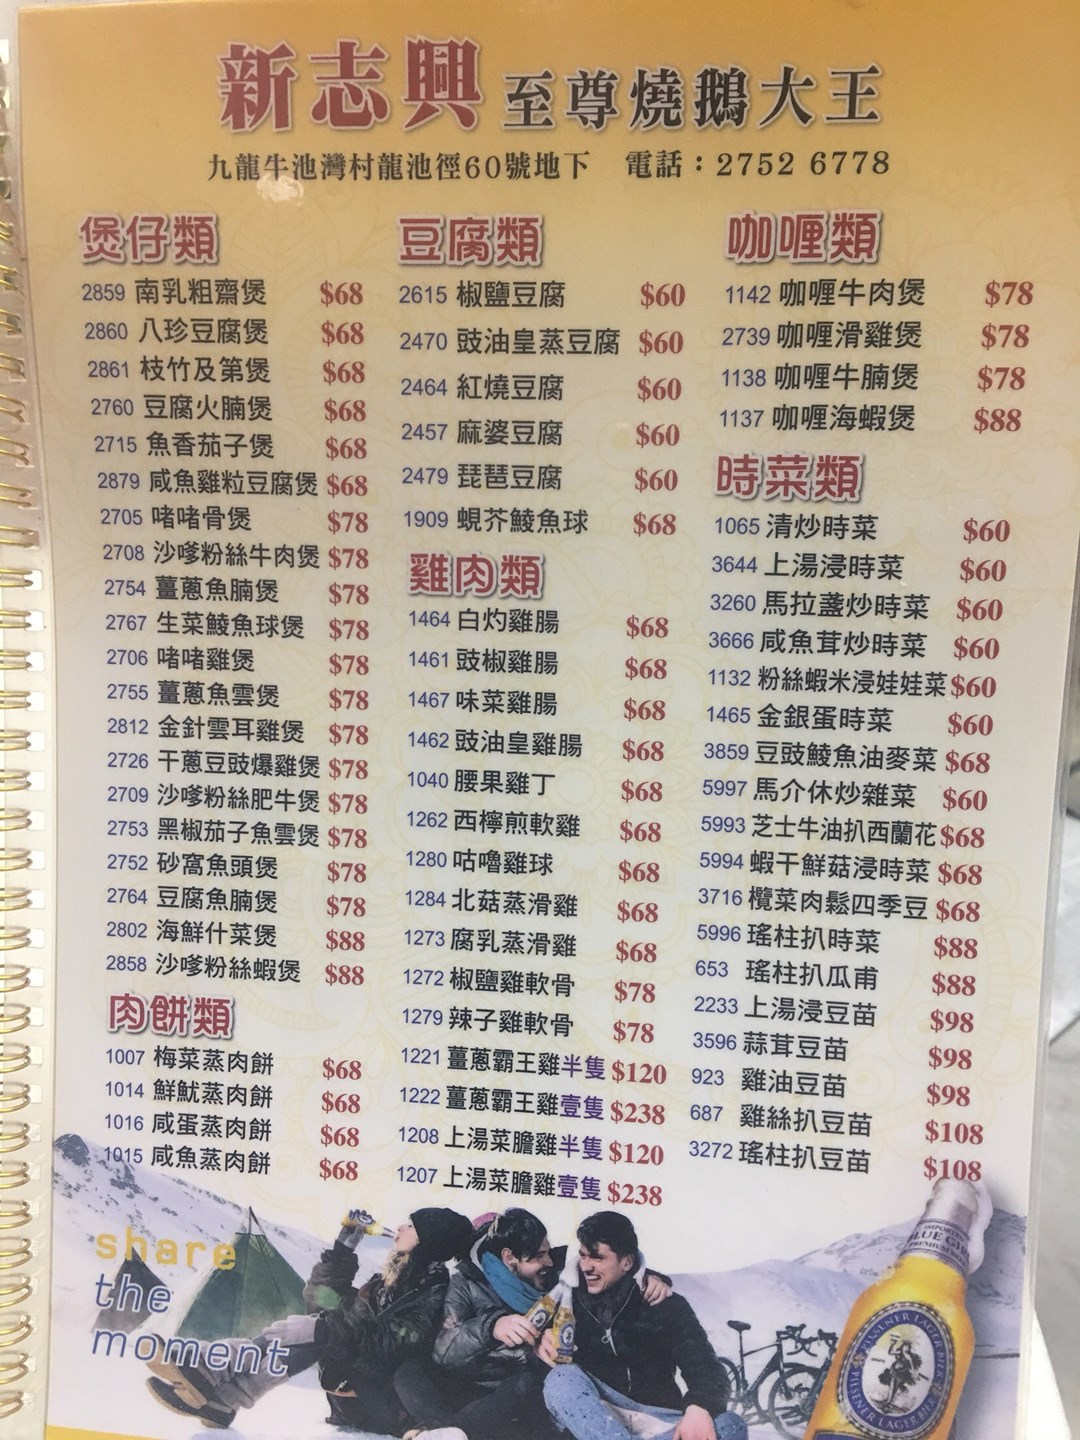 新志興 至尊燒鵝大王
九龍牛池灣村龍池徑60號地下 電話：2752 6778
煲仔類
2859 南乳粗齋煲 $68
2860 八珍豆腐煲 $68
2861 枝竹及第煲 $68
2760 豆腐火腩煲 $68
2715 魚香茄子煲 $68
2879 咸魚雞粒豆腐煲 $68
2705 啫啫骨煲 $78
2708 沙嗲粉絲牛肉煲 $78
2754 薑蔥魚腩煲 $78
2767 生菜鯪魚球煲 $78
2706 啫啫雞煲 $78
2755 薑蔥魚雲煲 $78
2812 金針雲耳雞煲 $78
2726 干蔥豆豉爆雞煲 $78
2709 沙嗲粉絲肥牛煲 $78
2753 黑椒茄子魚雲煲 $78
2752 砂窩魚頭煲 $78
2764 豆腐魚腩煲 $78
2802 海鮮什菜煲 $88
2858 沙嗲粉絲蝦煲 $88
肉餅類
1007 梅菜蒸肉餅 $68
1014 鮮魷蒸肉餅 $68
1016 咸蛋蒸肉餅 $68
1015 咸魚蒸肉餅 $68
豆腐類
2615 椒鹽豆腐 $60
2470 豉油皇蒸豆腐 $60
2464 紅燒豆腐 $60
2457 麻婆豆腐 $60
2479 琵琶豆腐 $60
1909 蜆芥鯪魚球 $68
雞肉類
1464 白灼雞腸 $68
1461 豉椒雞腸 $68
1467 味菜雞腸 $68
1462 豉油皇雞腸 $68
1040 腰果雞丁 $68
1262 西檸煎軟雞 $68
1280 咕嚕雞球 $68
1284 北菇蒸滑雞 $68
1273 腐乳蒸滑雞 $68
1272 椒鹽雞軟骨 $78
1279 辣子雞軟骨 $78
1221 薑蔥霸王雞半隻 $120
1222 薑蔥霸王雞壹隻 $238
1208 上湯菜膽雞半隻 $120
1207 上湯菜膽雞壹隻 $238
咖喱類
1142 咖喱牛肉煲 $78
2739 咖喱滑雞煲 $78
1138 咖喱牛腩煲 $78
1137 咖喱海蝦煲 $88
時菜類
1065 清炒時菜 $60
3644 上湯浸時菜 $60
3260 馬拉盞炒時菜 $60
3666 咸魚茸炒時菜 $60
1132 粉絲蝦米浸娃娃菜 $60
1465 金銀蛋時菜 $60
3859 豆豉鯪魚油麥菜 $68
5997 馬介休炒雜菜 $60
5993 芝士牛油扒西蘭花 $68
5994 蝦干鮮菇浸時菜 $68
3716 欖菜肉鬆四季豆 $68
5996 瑤柱扒時菜 $88
653 瑤柱扒瓜甫 $88
2233 上湯浸豆苗 $98
3596 蒜茸豆苗 $98
923 雞油豆苗 $98
687 雞絲扒豆苗 $108
3272 瑤柱扒豆苗 $108
share
the
moment
IMPORTED
BLUE GIRL
PREMIUM BEER
PILSENER LAGER BIER
PILSENER LAGER BIER